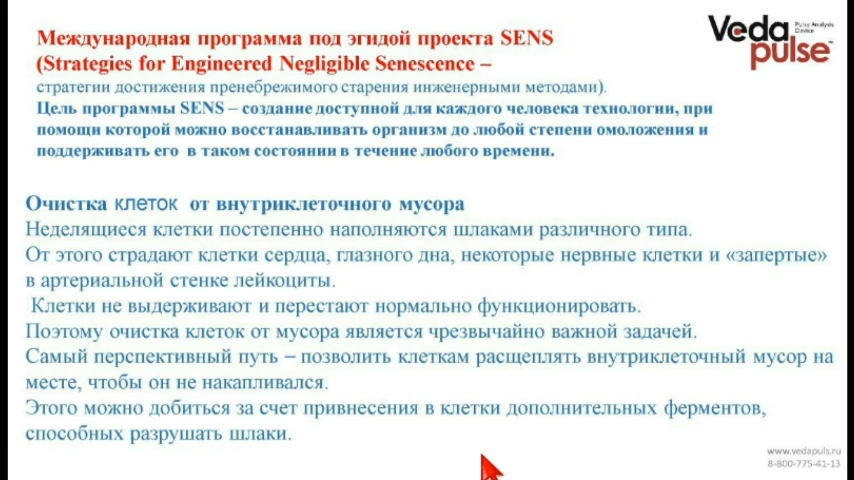 Veda Pulse Analysis
Device
pulse™
Международная программа под эгидой проекта SENS
(Strategies for Engineered Negligible Senescence –
стратегии достижения пренебрежимого старения инженерными методами).
Цель программы SENS – создание доступной для каждого человека технологии, при
помощи которой можно восстанавливать организм до любой степени омоложения и
поддерживать его в таком состоянии в течение любого времени.
Очистка клеток от внутриклеточного мусора
Неделящиеся клетки постепенно наполняются шлаками различного типа.
От этого страдают клетки сердца, глазного дна, некоторые нервные клетки и «запертые»
в артериальной стенке лейкоциты.
Клетки не выдерживают и перестают нормально функционировать.
Поэтому очистка клеток от мусора является чрезвычайно важной задачей.
Самый перспективный путь – позволить клеткам расщеплять внутриклеточный мусор на
месте, чтобы он не накапливался.
Этого можно добиться за счет привнесения в клетки дополнительных ферментов,
способных разрушать шлаки.
www.vedapuls.ru
8-800-775-41-13